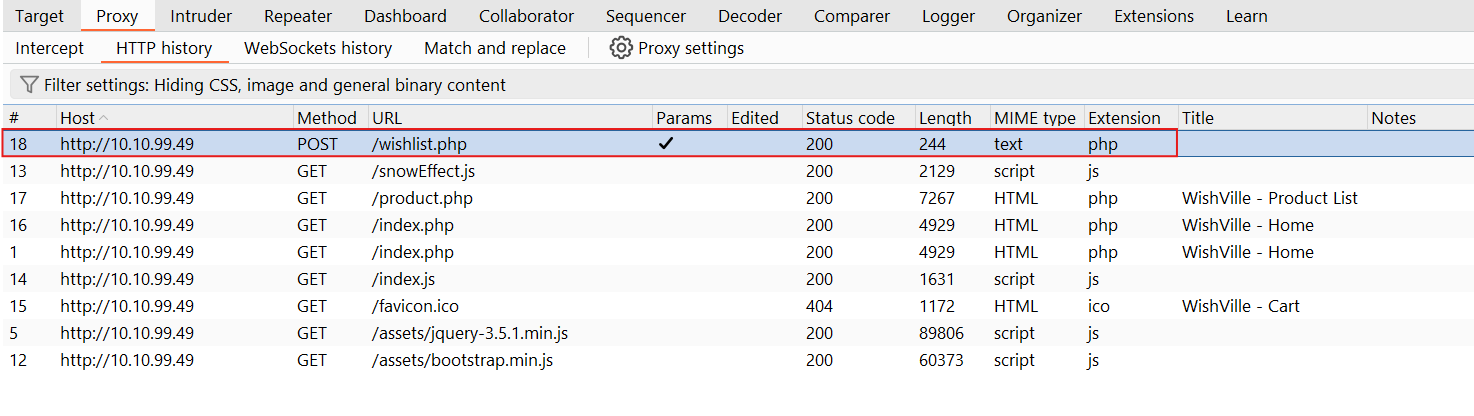 Target Proxy Intruder Repeater Dashboard Collaborator Sequencer Decoder Comparer Logger Organizer Extensions Learn
Intercept HTTP history WebSockets history Match and replace Proxy settings
Filter settings: Hiding CSS, image and general binary content
# Host Method URL Params Edited Status code Length MIME type Extension Title Notes
18 http://10.10.99.49 POST /wishlist.php ✓ 200 244 text php
13 http://10.10.99.49 GET /snowEffect.js 200 2129 script js
17 http://10.10.99.49 GET /product.php 200 7267 HTML php WishVille - Product List
16 http://10.10.99.49 GET /index.php 200 4929 HTML php WishVille - Home
1 http://10.10.99.49 GET /index.php 200 4929 HTML php WishVille - Home
14 http://10.10.99.49 GET /index.js 200 1631 script js
15 http://10.10.99.49 GET /favicon.ico 404 1172 HTML ico WishVille - Cart
5 http://10.10.99.49 GET /assets/jquery-3.5.1.min.js 200 89806 script js
12 http://10.10.99.49 GET /assets/bootstrap.min.js 200 60373 script js